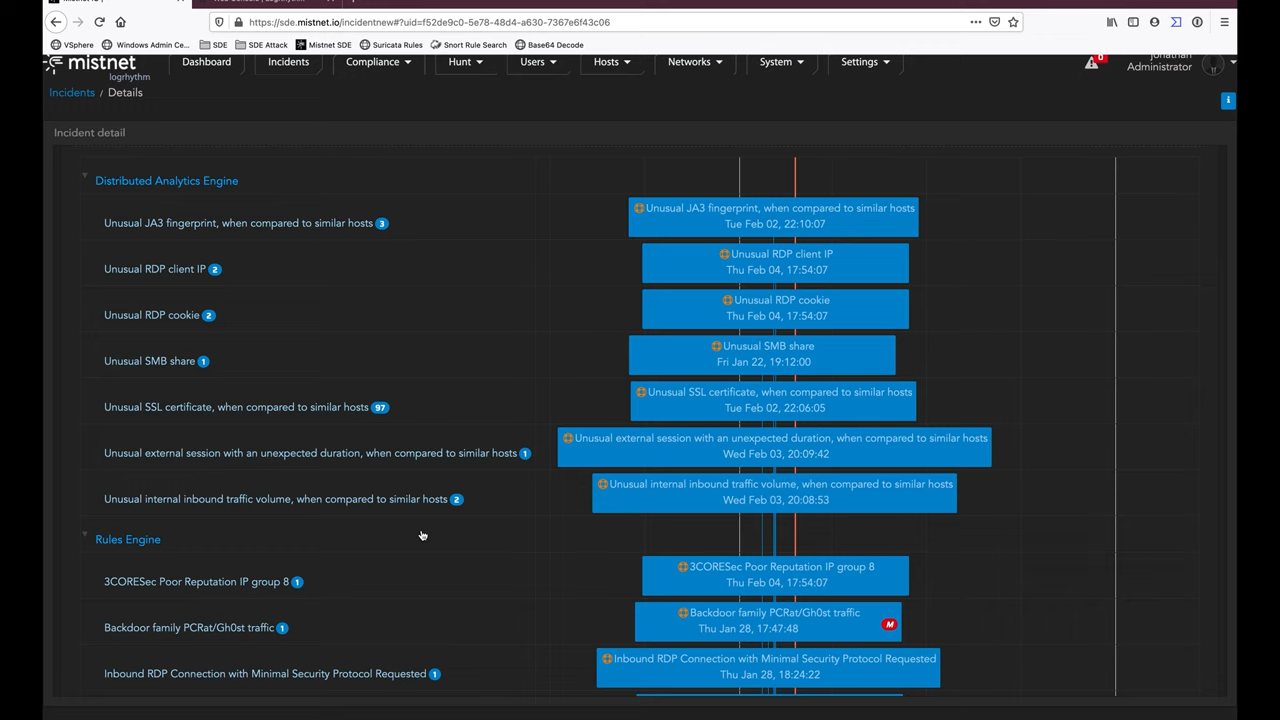 https://sde.mistnet.io/incidentnew#?uid=f52de9c0-5e78-48d4-a630-7367e6f43c06
VSphere Windows Admin Ce... SDE SDE Attack Mistnet SDE Suricata Rules Snort Rule Search Base64 Decode
mistnet
logrhythm
Dashboard Incidents Compliance Hunt Users Hosts Networks System Settings
0
jonathan
Administrator
Incidents / Details
Incident detail
Distributed Analytics Engine
Unusual JA3 fingerprint, when compared to similar hosts 3
Unusual JA3 fingerprint, when compared to similar hosts
Tue Feb 02, 22:10:07
Unusual RDP client IP 2
Unusual RDP client IP
Thu Feb 04, 17:54:07
Unusual RDP cookie 2
Unusual RDP cookie
Thu Feb 04, 17:54:07
Unusual SMB share 1
Unusual SMB share
Fri Jan 22, 19:12:00
Unusual SSL certificate, when compared to similar hosts 97
Unusual SSL certificate, when compared to similar hosts
Tue Feb 02, 22:06:05
Unusual external session with an unexpected duration, when compared to similar hosts 1
Unusual external session with an unexpected duration, when compared to similar hosts
Wed Feb 03, 20:09:42
Unusual internal inbound traffic volume, when compared to similar hosts 2
Unusual internal inbound traffic volume, when compared to similar hosts
Wed Feb 03, 20:08:53
Rules Engine
3CORESec Poor Reputation IP group 8 1
3CORESec Poor Reputation IP group 8
Thu Feb 04, 17:54:07
Backdoor family PCRat/Gh0st traffic 1
Backdoor family PCRat/Gh0st traffic
Thu Jan 28, 17:47:48
M
Inbound RDP Connection with Minimal Security Protocol Requested 1
Inbound RDP Connection with Minimal Security Protocol Requested
Thu Jan 28, 18:24:22